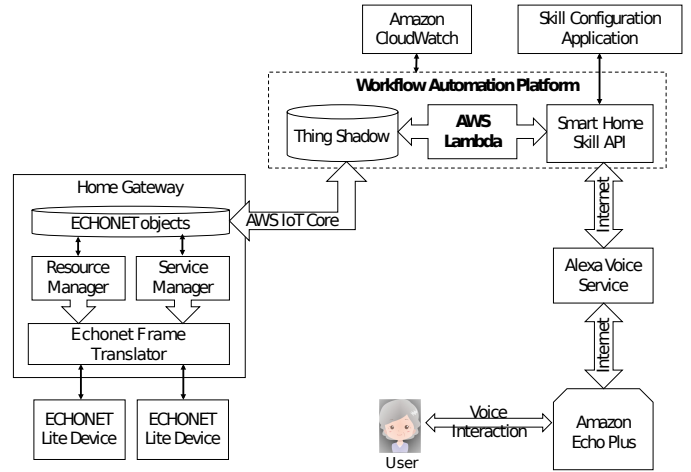 Amazon
CloudWatch
Skill Configuration
Application
Workflow Automation Platform
Thing Shadow
AWS
Lambda
Smart Home
Skill API
Home Gateway
ECHONET objects
AWS IoT Core
Internet
Resource
Manager
Service
Manager
Alexa Voice
Service
Echonet Frame
Translator
Internet
ECHONET
Lite Device
ECHONET
Lite Device
Voice
Interaction
Amazon
Echo Plus
User